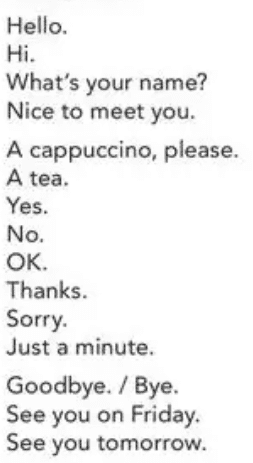 Hello.
Hi.
What's your name?
Nice to meet you.
A cappuccino, please.
A tea.
Yes.
No.
OK.
Thanks.
Sorry.
Just a minute.
Goodbye. / Bye.
See you on Friday.
See you tomorrow.